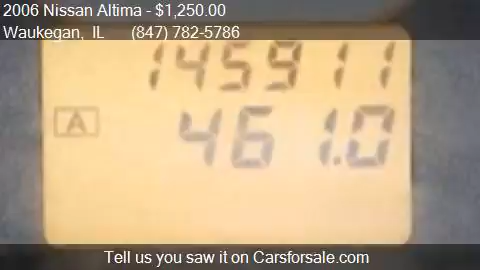 2006 Nissan Altima - $1,250.00
Waukegan, IL (847) 782-5786
145911
A
461.0
Tell us you saw it on Carsforsale.com